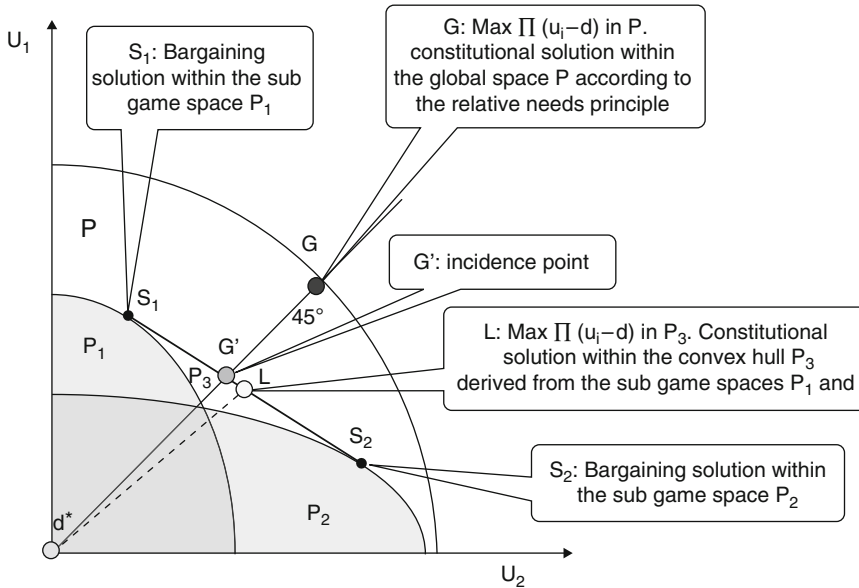 U1
S1: Bargaining
solution within the sub
game space P1
G: Max ∏ (ui–d) in P.
constitutional solution within
the global space P according to
the relative needs principle
P
G
G’: incidence point
S1
45°
P1
G’
P3
L
L: Max ∏ (ui–d) in P3. Constitutional
solution within the convex hull P3
derived from the sub game spaces P1 and
S2
S2: Bargaining solution within
the sub game space P2
P2
d*
U2